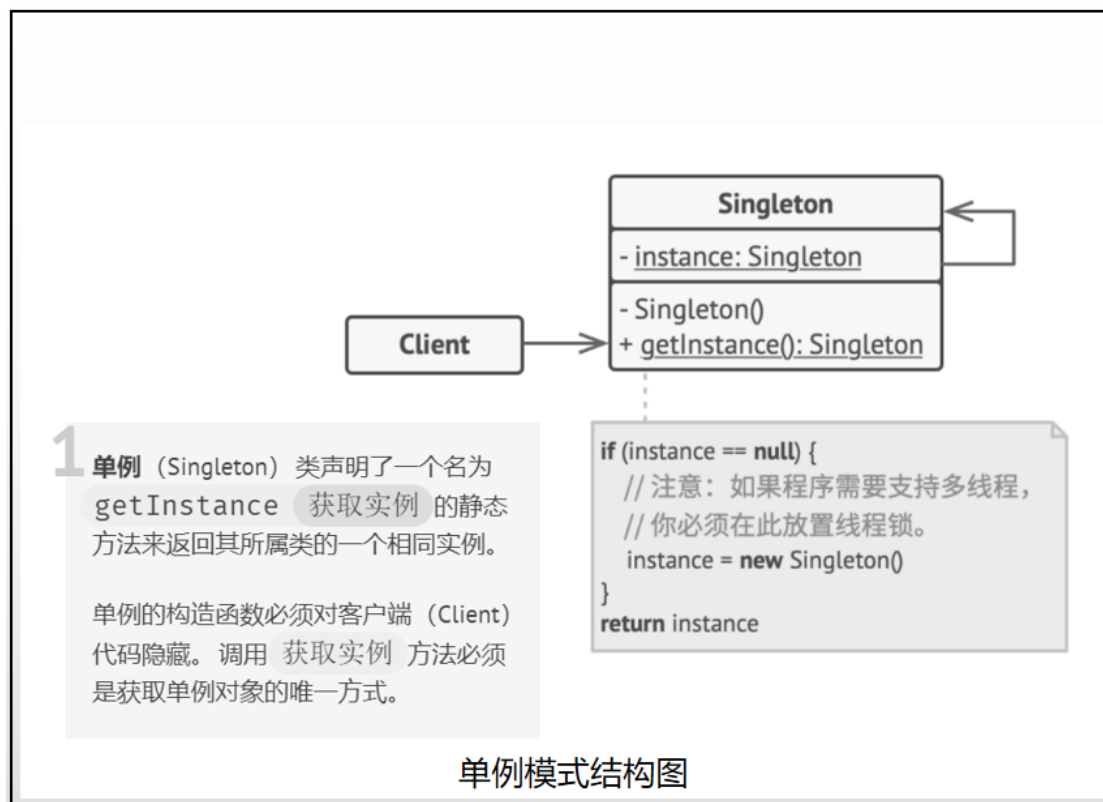 Singleton
- instance: Singleton
- Singleton()
+ getInstance(): Singleton
Client
1
单例（Singleton）类声明了一个名为
getInstance 获取实例 的静态
方法来返回其所属类的一个相同实例。
单例的构造函数必须对客户端（Client）
代码隐藏。调用 获取实例 方法必须
是获取单例对象的唯一方式。
if (instance == null) {
// 注意：如果程序需要支持多线程，
// 你必须在此放置线程锁。
instance = new Singleton()
}
return instance
单例模式结构图